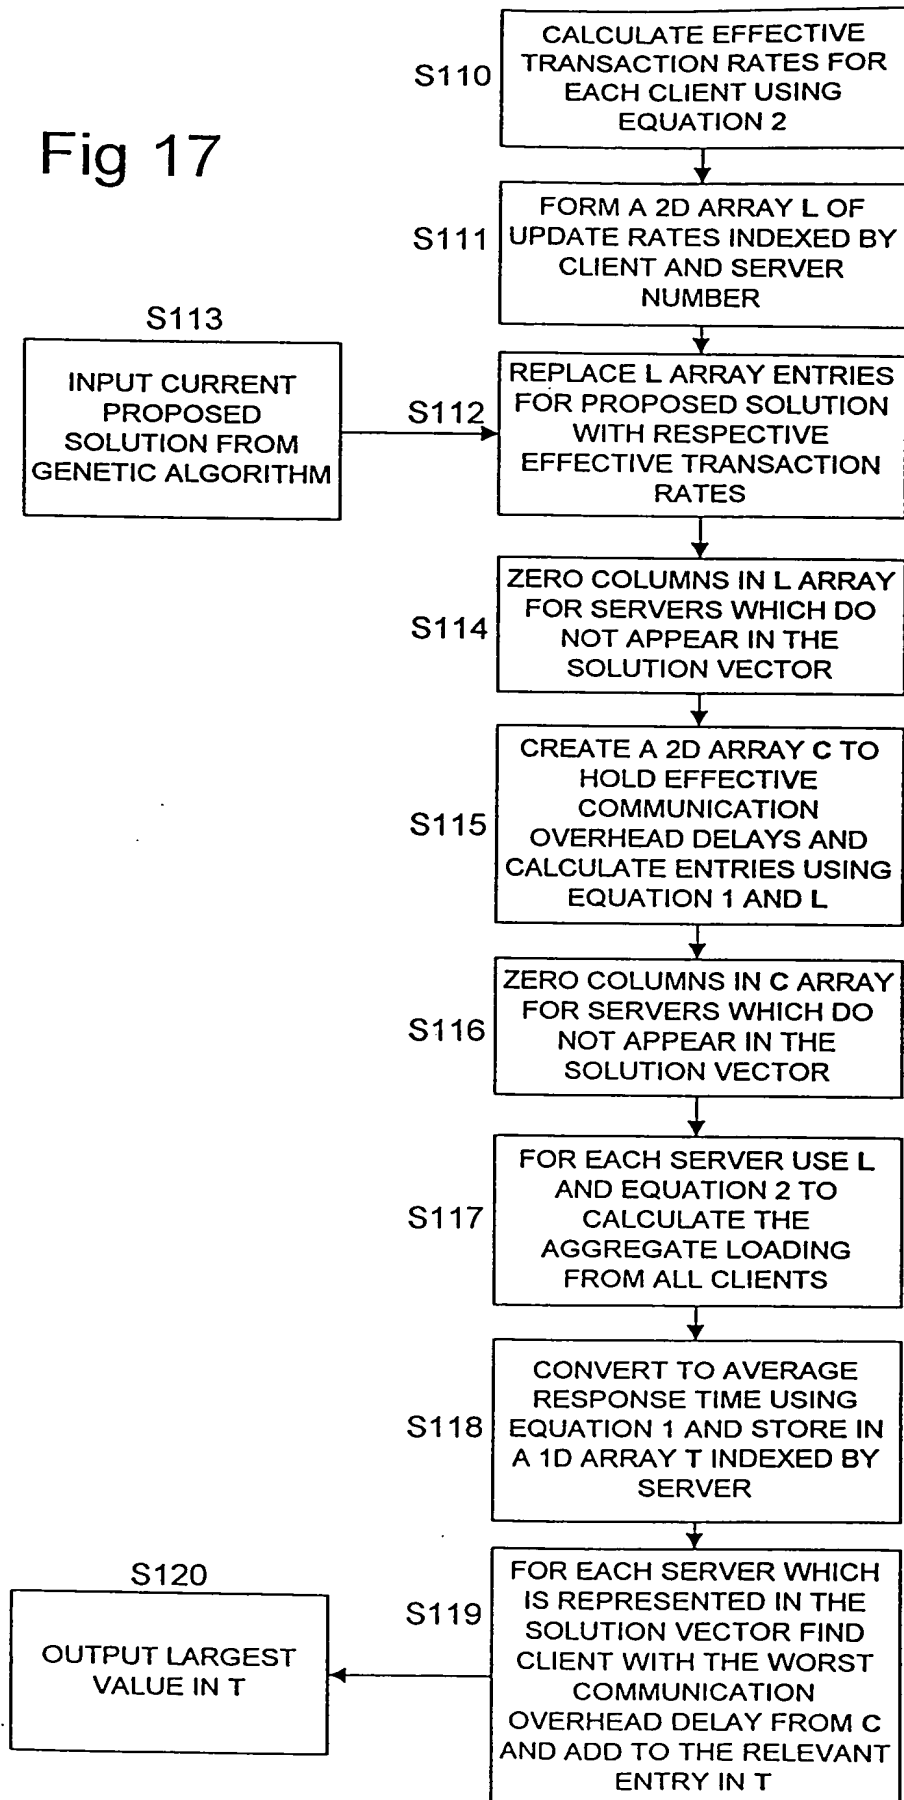 Fig 17
S110
CALCULATE EFFECTIVE
TRANSACTION RATES FOR
EACH CLIENT USING
EQUATION 2
S111
FORM A 2D ARRAY L OF
UPDATE RATES INDEXED BY
CLIENT AND SERVER
NUMBER
S113
INPUT CURRENT
PROPOSED
SOLUTION FROM
GENETIC ALGORITHM
S112
REPLACE L ARRAY ENTRIES
FOR PROPOSED SOLUTION
WITH RESPECTIVE
EFFECTIVE TRANSACTION
RATES
S114
ZERO COLUMNS IN L ARRAY
FOR SERVERS WHICH DO
NOT APPEAR IN THE
SOLUTION VECTOR
S115
CREATE A 2D ARRAY C TO
HOLD EFFECTIVE
COMMUNICATION
OVERHEAD DELAYS AND
CALCULATE ENTRIES USING
EQUATION 1 AND L
S116
ZERO COLUMNS IN C ARRAY
FOR SERVERS WHICH DO
NOT APPEAR IN THE
SOLUTION VECTOR
S117
FOR EACH SERVER USE L
AND EQUATION 2 TO
CALCULATE THE
AGGREGATE LOADING
FROM ALL CLIENTS
S118
CONVERT TO AVERAGE
RESPONSE TIME USING
EQUATION 1 AND STORE IN
A 1D ARRAY T INDEXED BY
SERVER
S119
FOR EACH SERVER WHICH
IS REPRESENTED IN THE
SOLUTION VECTOR FIND
CLIENT WITH THE WORST
COMMUNICATION
OVERHEAD DELAY FROM C
AND ADD TO THE RELEVANT
ENTRY IN T
S120
OUTPUT LARGEST
VALUE IN T